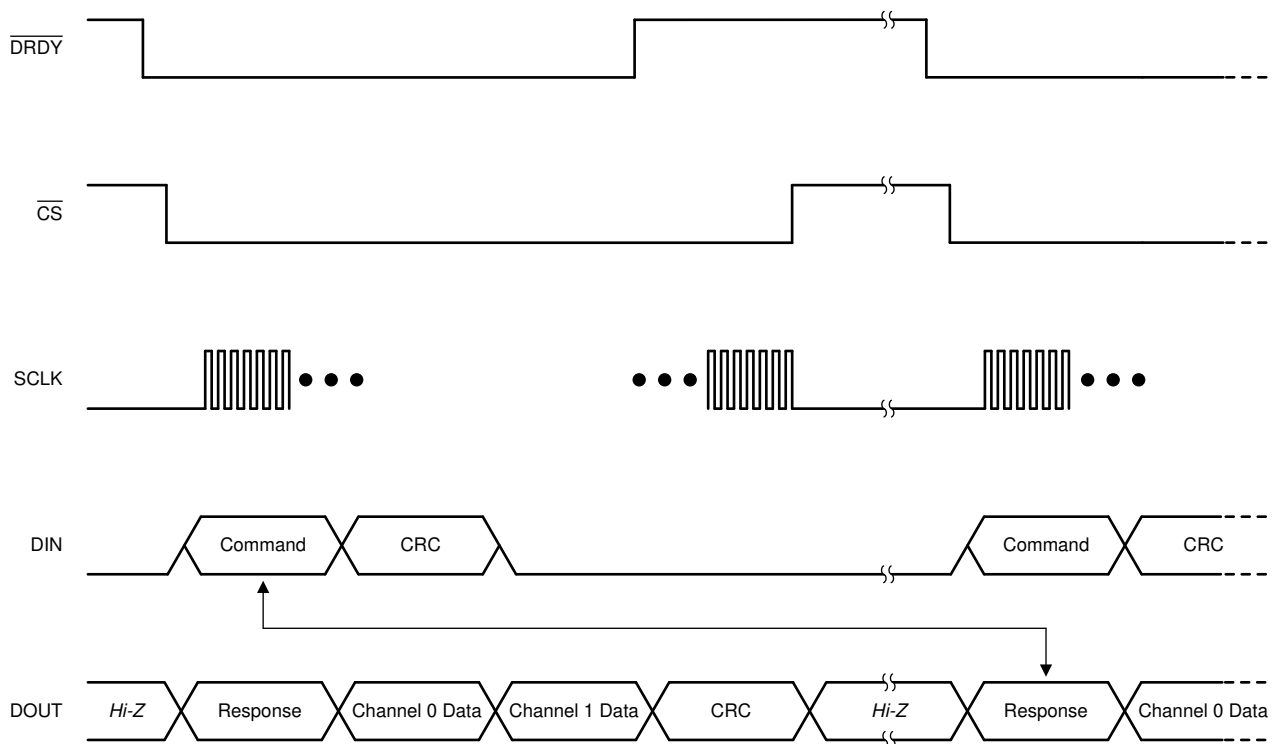 DRDY
CS
SCLK
DIN Command CRC Command CRC
DOUT Hi-Z Response Channel 0 Data Channel 1 Data CRC Hi-Z Response Channel 0 Data